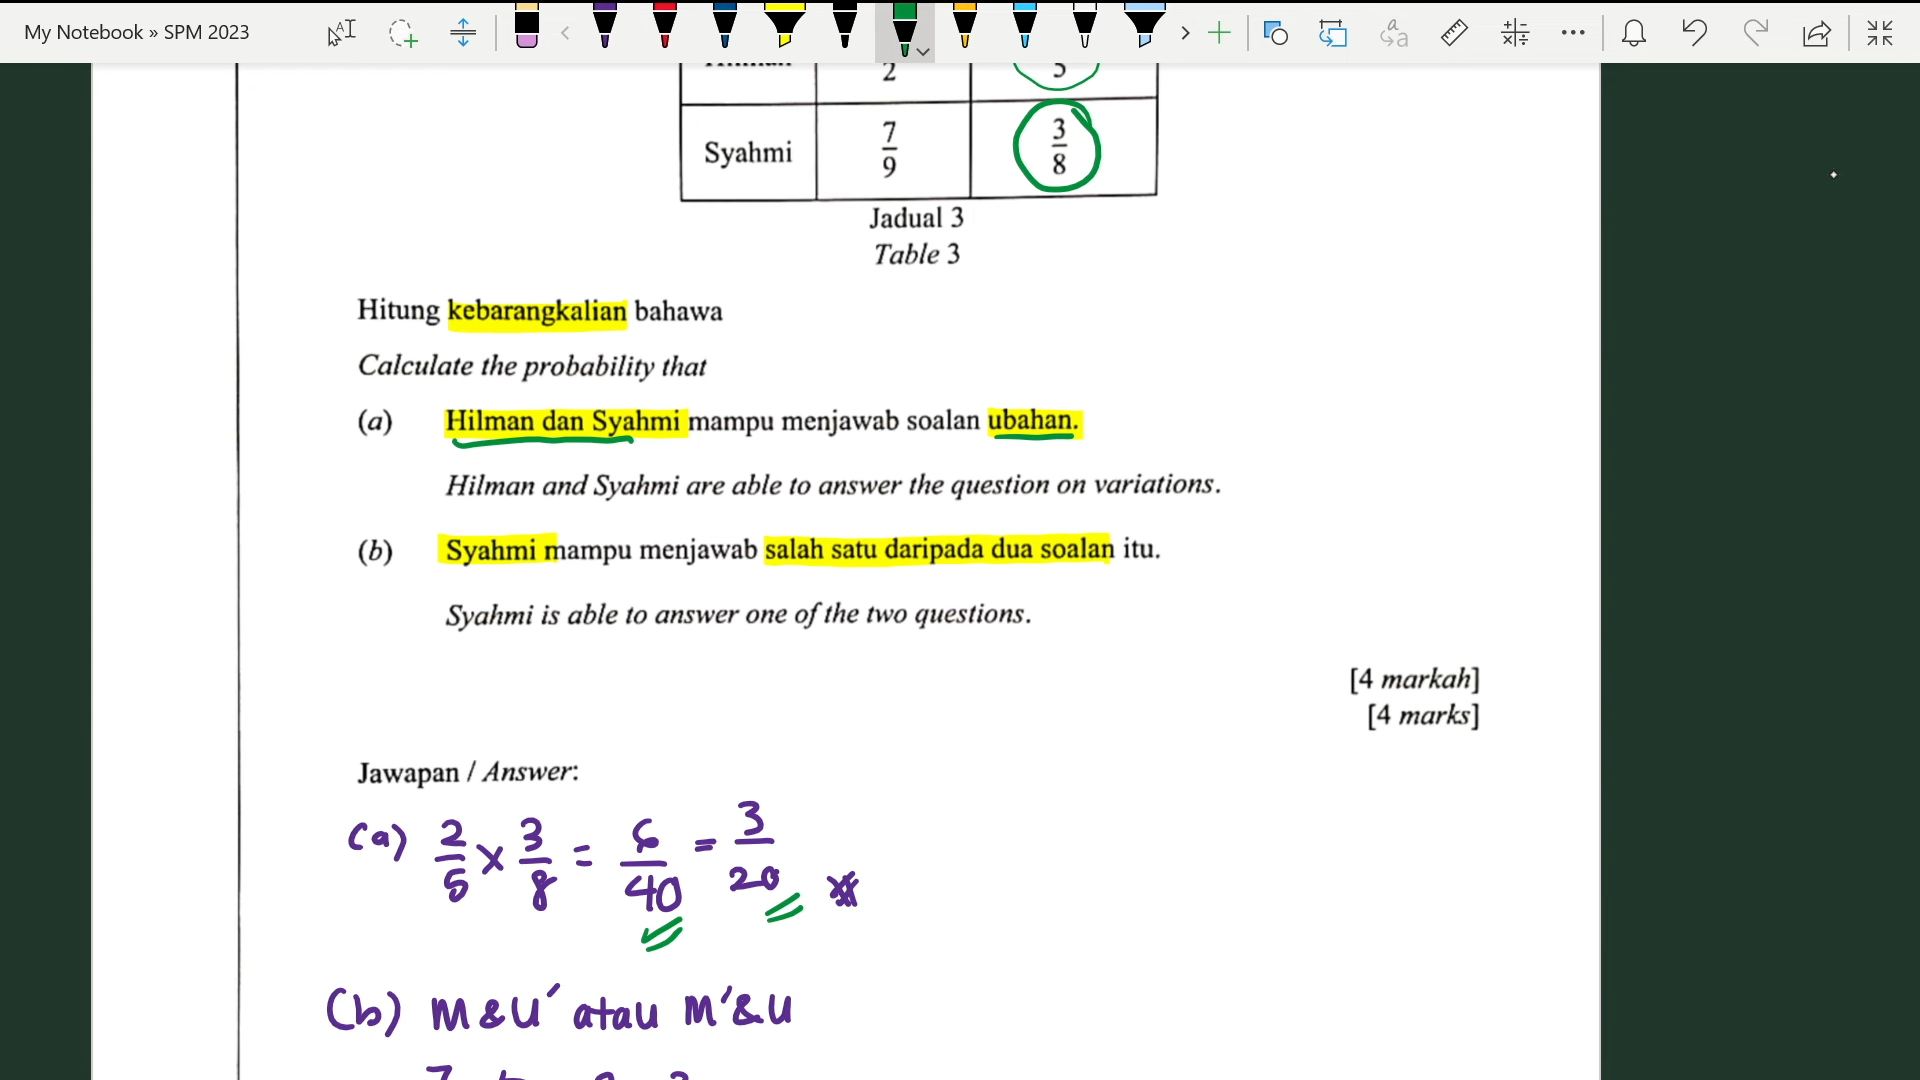 My Notebook » SPM 2023
2 5
Syahmi 7/9 3/8
Jadual 3
Table 3
Hitung kebarangkalian bahawa
Calculate the probability that
(a) Hilman dan Syahmi mampu menjawab soalan ubahan.
Hilman and Syahmi are able to answer the question on variations.
(b) Syahmi mampu menjawab salah satu daripada dua soalan itu.
Syahmi is able to answer one of the two questions.
[4 markah]
[4 marks]
Jawapan / Answer:
(a) 2/5 × 3/8 = 6/40 = 3/20
(b) M & U' atau M' & U